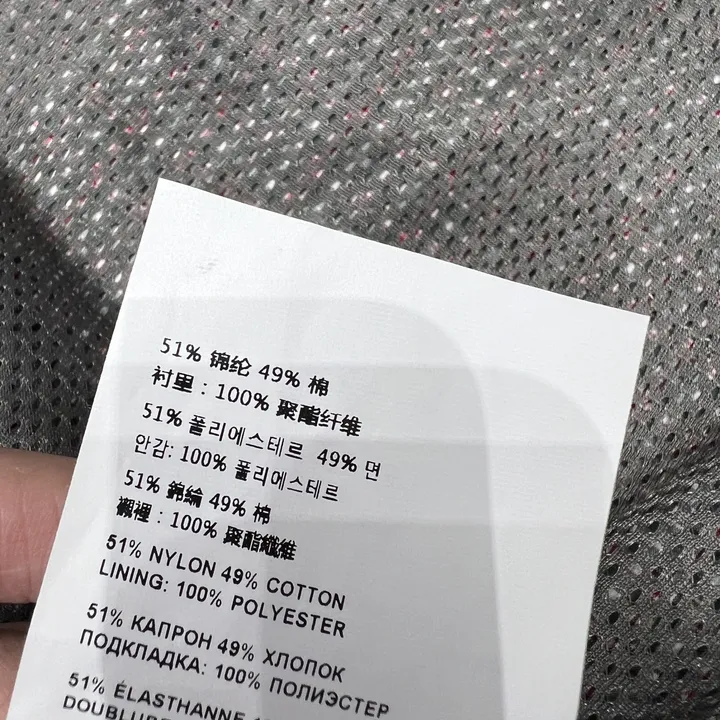 51% 锦纶 49% 棉
衬里：100% 聚酯纤维
51% 폴리에스테르 49% 면
안감: 100% 폴리에스테르
51% 錦綸 49% 棉
襯裡：100% 聚酯纖維
51% NYLON 49% COTTON
LINING: 100% POLYESTER
51% КАПРОН 49% ХЛОПОК
ПОДКЛАДКА: 100% ПОЛИЭСТЕР
51% ÉLASTHANNE